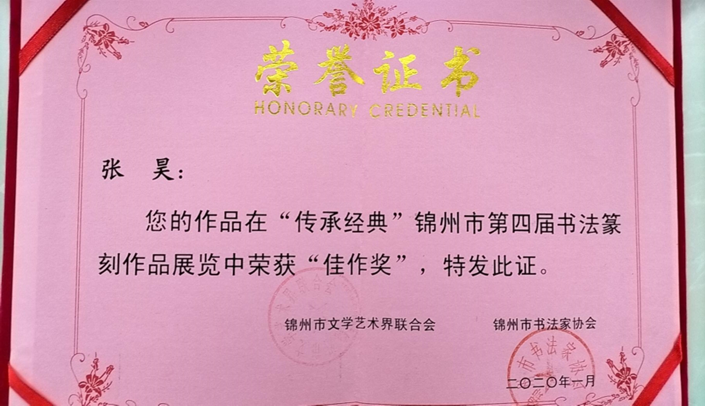 荣誉证书
HONORARY CREDENTIAL
张 昊：
您的作品在“传承经典”锦州市第四届书法篆
刻作品展览中荣获“佳作奖”，特发此证。
锦州市文学艺术界联合会 锦州市书法家协会
二〇二〇年一月